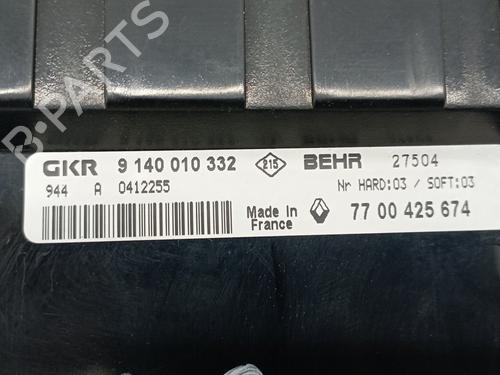 B-PARTS
GKR 9 140 010 332 215 BEHR 27504
944 A 0412255 Nr HARD:03 / SOFT:03
Made In France 77 00 425 674